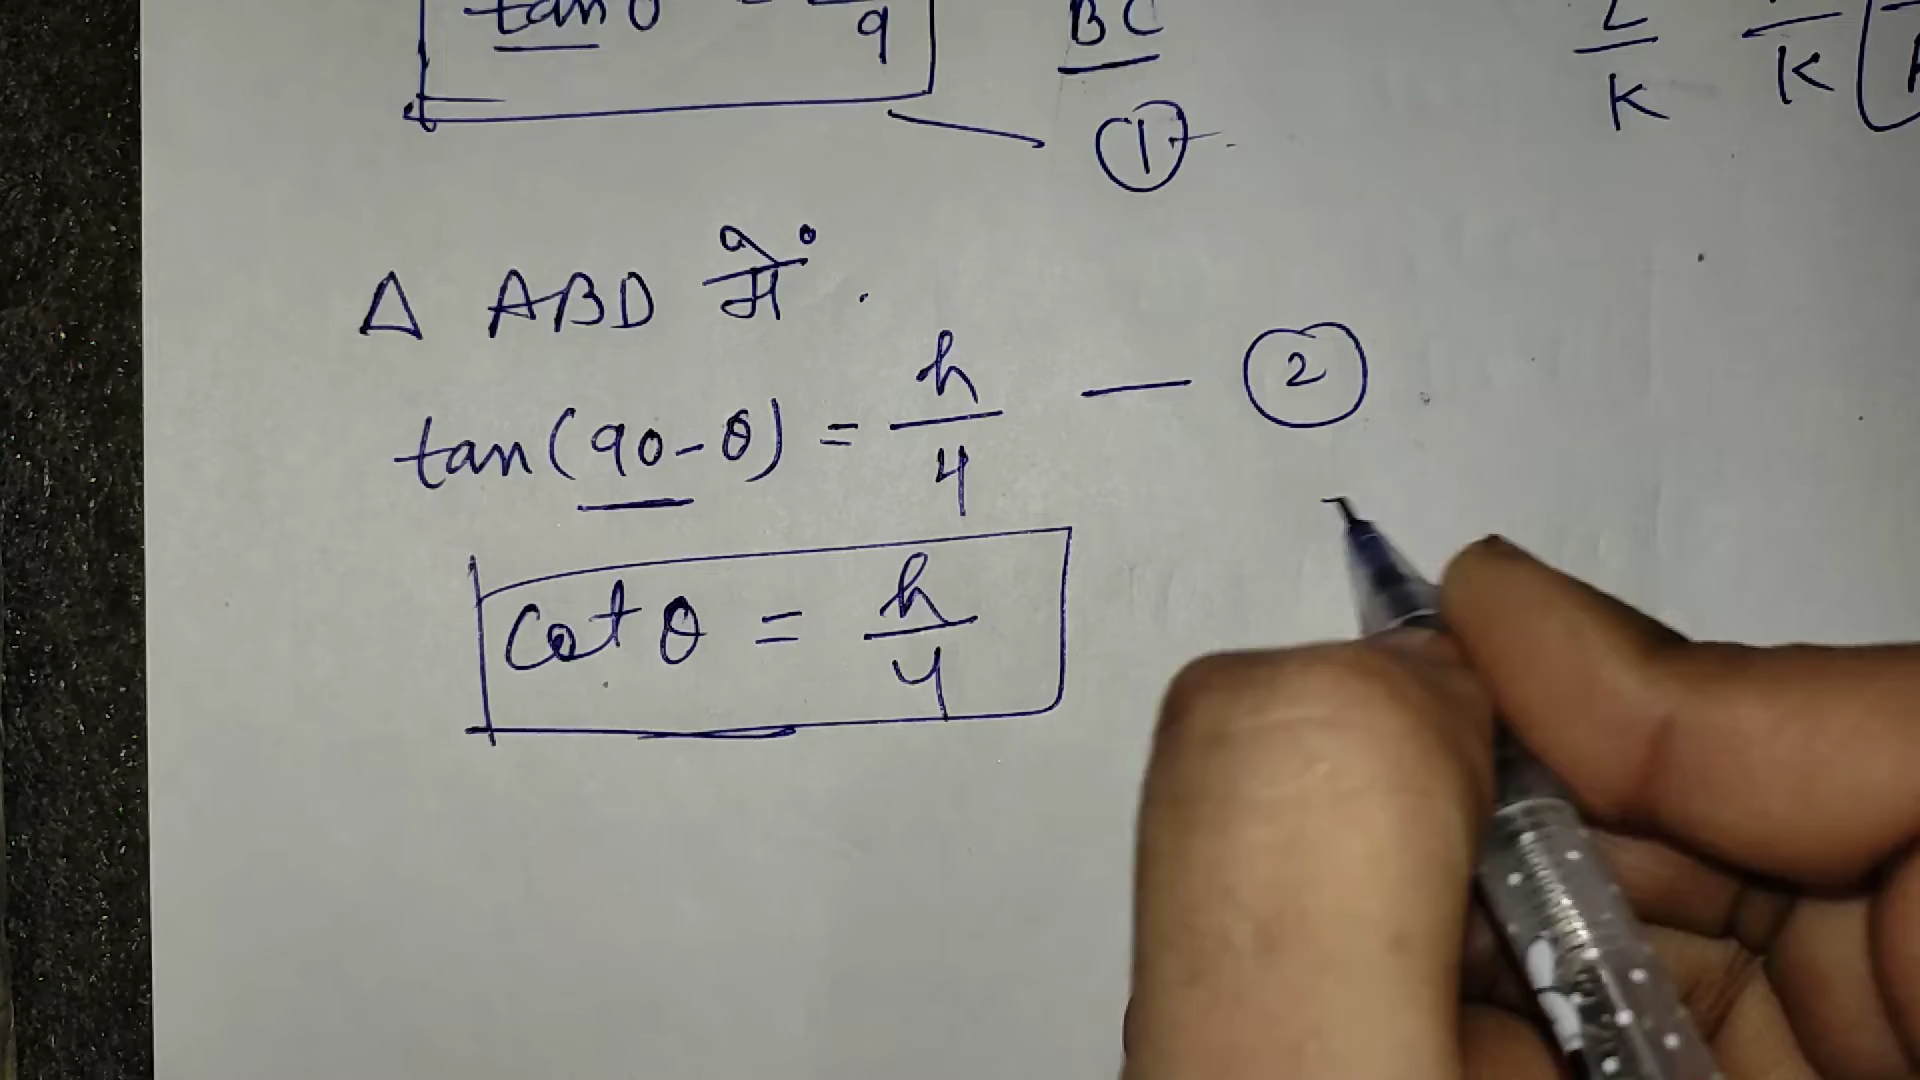 tan θ = /9
BC
L/K
K
①
Δ ABD में .
tan(90-θ) = h/4 — ②
cot θ = h/4